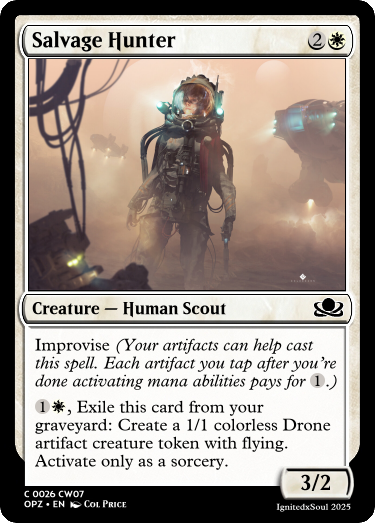 Salvage Hunter 2
Creature — Human Scout
Improvise (Your artifacts can help cast
this spell. Each artifact you tap after you're
done activating mana abilities pays for 1.)
1, Exile this card from your
graveyard: Create a 1/1 colorless Drone
artifact creature token with flying.
Activate only as a sorcery.
3/2
C 0026 CW07
OPZ • EN Col Price
IgnitedxSoul 2025